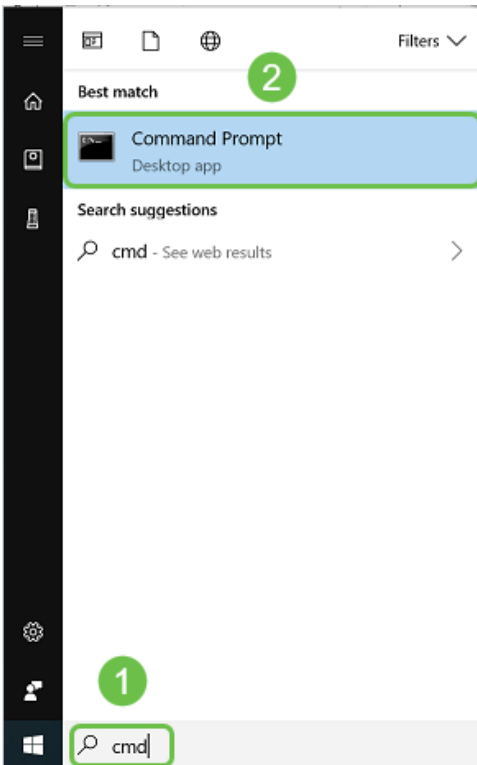 Filters
2
Best match
Command Prompt
Desktop app
Search suggestions
cmd - See web results
1
cmd